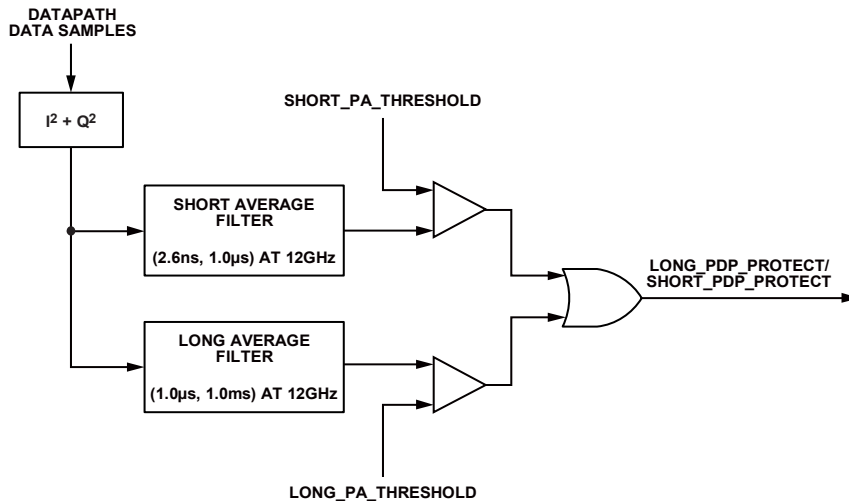 DATAPATH
DATA SAMPLES
I² + Q²
SHORT_PA_THRESHOLD
SHORT AVERAGE
FILTER
(2.6ns, 1.0µs) AT 12GHz
LONG_PDP_PROTECT/
SHORT_PDP_PROTECT
LONG AVERAGE
FILTER
(1.0µs, 1.0ms) AT 12GHz
LONG_PA_THRESHOLD